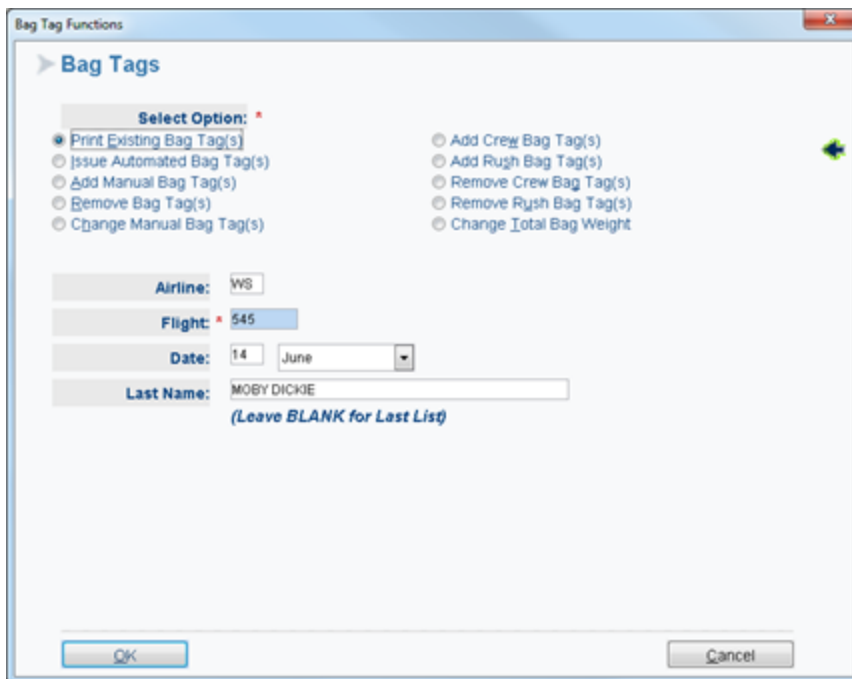 Bag Tag Functions
Bag Tags
Select Option: *
Print Existing Bag Tag(s)
Issue Automated Bag Tag(s)
Add Manual Bag Tag(s)
Remove Bag Tag(s)
Change Manual Bag Tag(s)
Add Crew Bag Tag(s)
Add Rush Bag Tag(s)
Remove Crew Bag Tag(s)
Remove Rush Bag Tag(s)
Change Total Bag Weight
Airline: WS
Flight: * 545
Date: 14 June
Last Name: MOBY DICKIE
(Leave BLANK for Last List)
OK Cancel